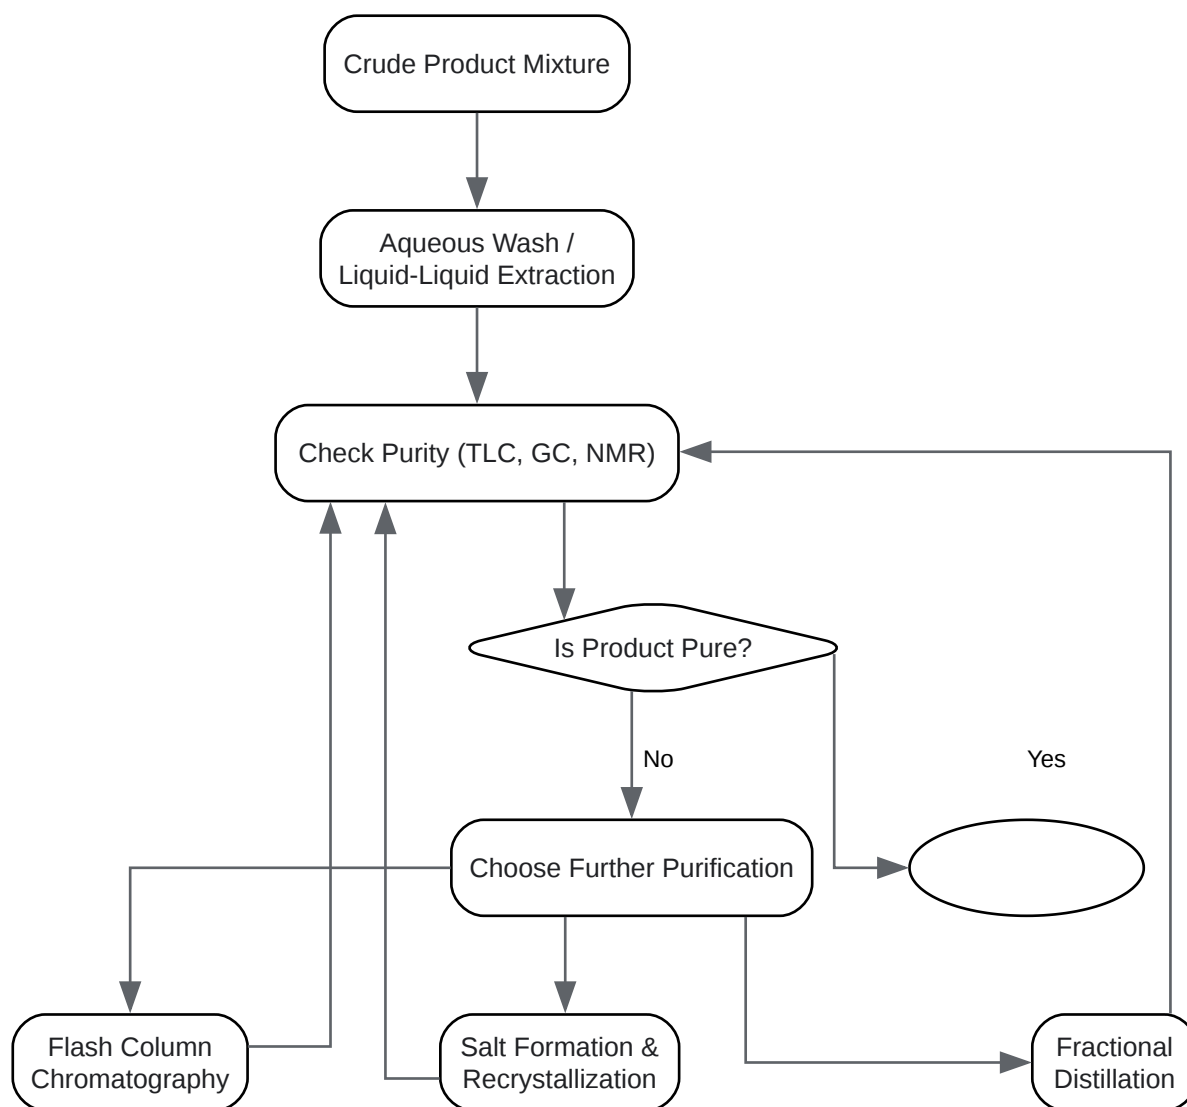 Crude Product Mixture
Aqueous Wash /
Liquid-Liquid Extraction
Check Purity (TLC, GC, NMR)
Is Product Pure?
No
Yes
Choose Further Purification
Flash Column
Chromatography
Salt Formation &
Recrystallization
Fractional
Distillation